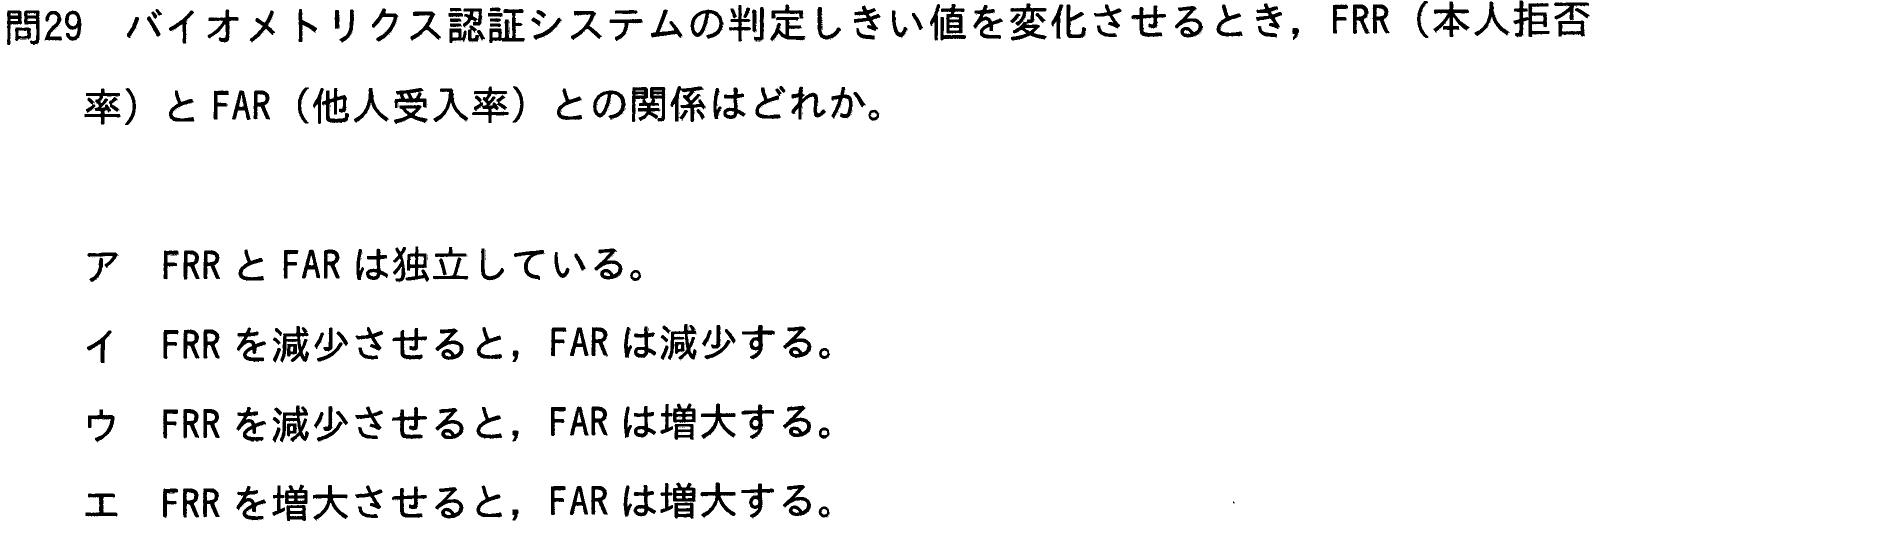 問29 バイオメトリクス認証システムの判定しきい値を変化させるとき，FRR（本人拒否
率）と FAR（他人受入率）との関係はどれか。
ア FRR と FAR は独立している。
イ FRR を減少させると，FAR は減少する。
ウ FRR を減少させると，FAR は増大する。
エ FRR を増大させると，FAR は増大する。